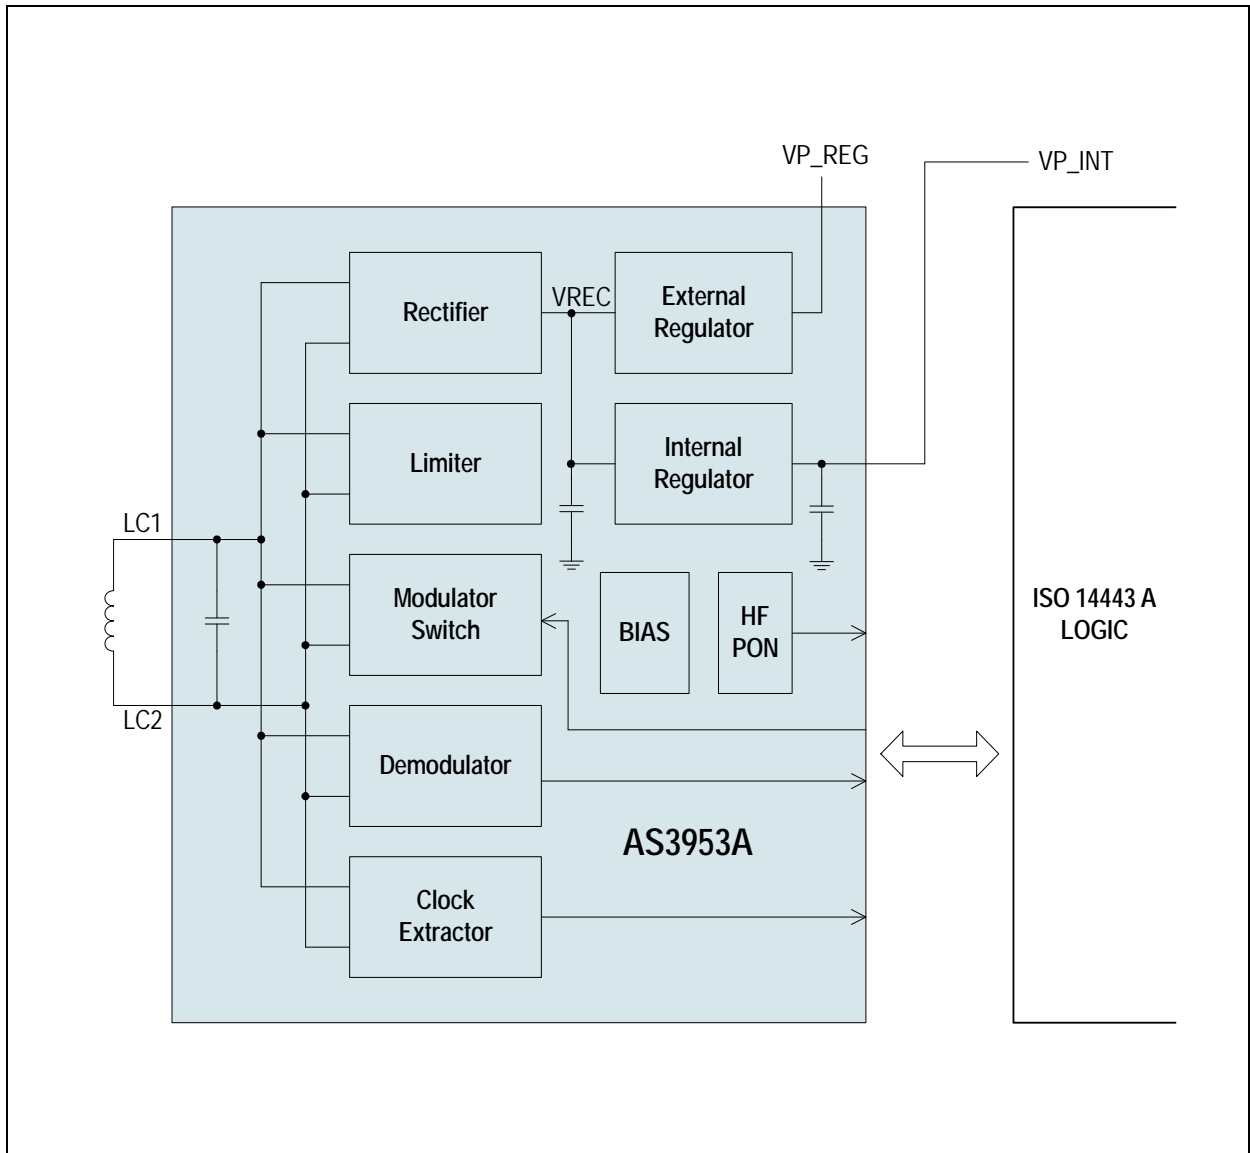 VP_REG
VP_INT
Rectifier
VREC
External
Regulator
Limiter
Internal
Regulator
LC1
Modulator
Switch
BIAS
HF
PON
ISO 14443 A
LOGIC
LC2
Demodulator
AS3953A
Clock
Extractor